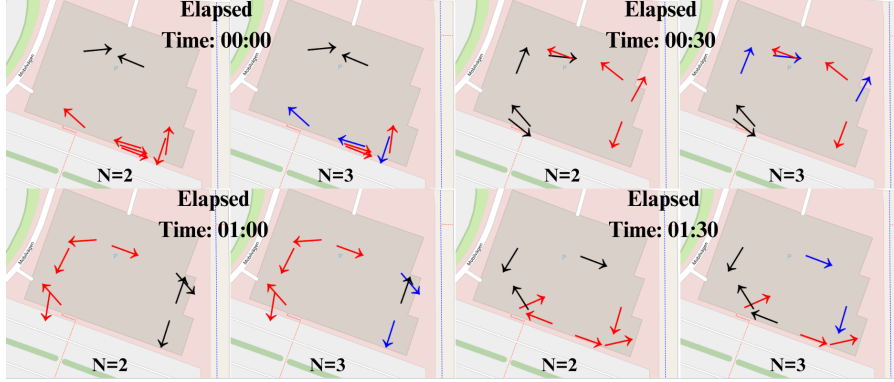 Elapsed
Time: 00:00
N=2
N=3
Elapsed
Time: 00:30
N=2
N=3
Elapsed
Time: 01:00
N=2
N=3
Elapsed
Time: 01:30
N=2
N=3